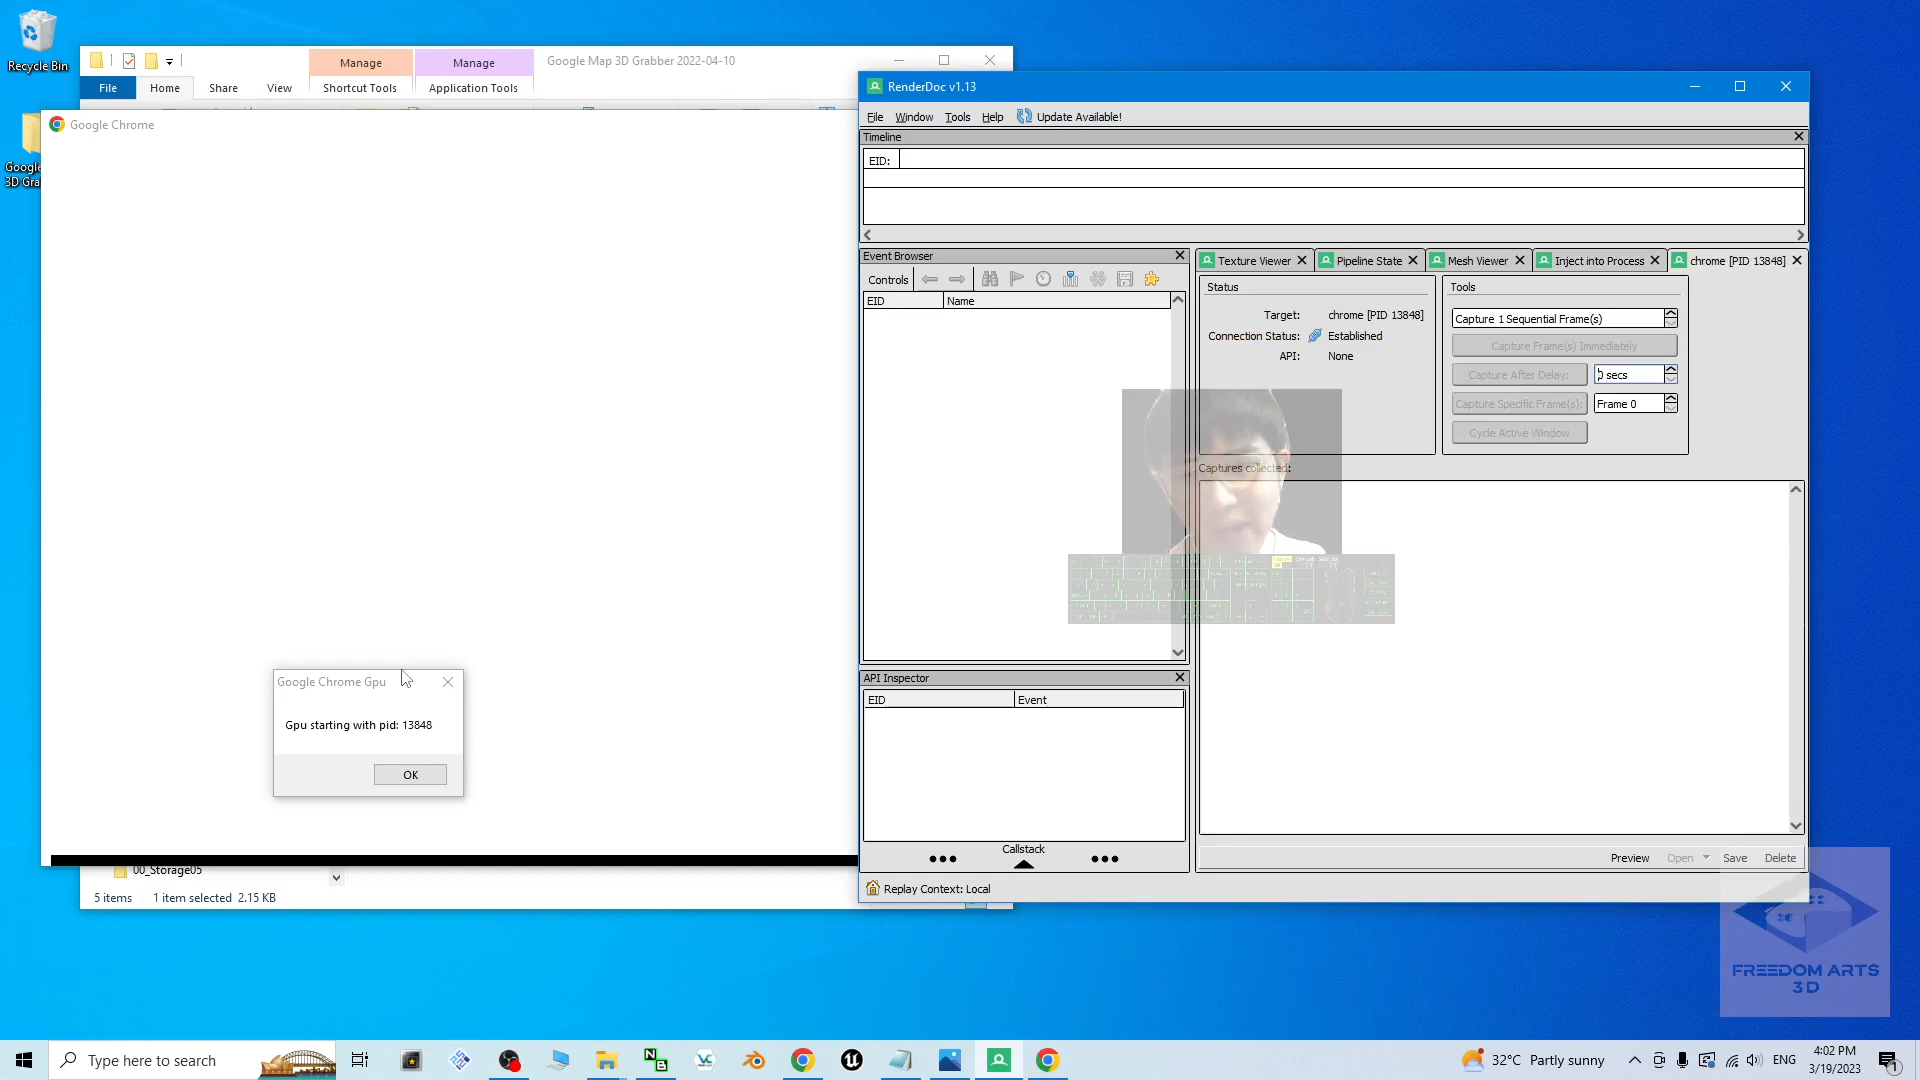 Recycle Bin
Google
3D Gra
Manage
Manage
Google Map 3D Grabber 2022-04-10
File
Home
Share
View
Shortcut Tools
Application Tools
Google Chrome
Google Chrome Gpu
Gpu starting with pid: 13848
OK
00_Storage05
5 items
1 item selected 2.15 KB
RenderDoc v1.13
File
Window
Tools
Help
Update Available!
Timeline
EID:
Event Browser
Controls
EID
Name
API Inspector
EID
Event
Callstack
Texture Viewer
Pipeline State
Mesh Viewer
Inject into Process
chrome [PID 13848]
Status
Target: chrome [PID 13848]
Connection Status: Established
API: None
Tools
Capture 1 Sequential Frame(s)
Capture Frame(s) Immediately
Capture After Delay:
0 secs
Capture Specific Frame(s):
Frame 0
Cycle Active Window
Captures collected:
Preview
Open
Save
Delete
Replay Context: Local
FREEDOM ARTS
3D
Type here to search
32°C Partly sunny
ENG
4:02 PM
3/19/2023
1